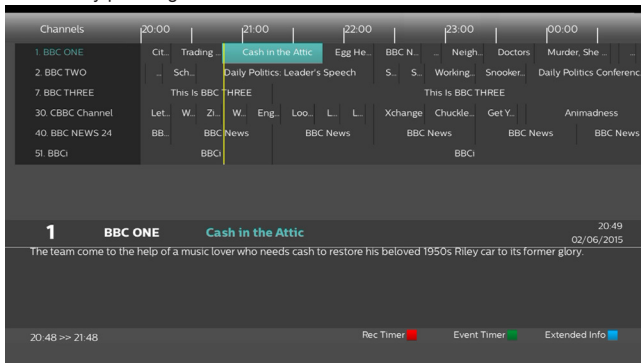 Channels 20:00 21:00 22:00 23:00 00:00
1. BBC ONE Cit... Trading ... Cash in the Attic Egg He... BBC N... ... Neigh... Doctors Murder, She ... ...
2. BBC TWO ... Sch... Daily Politics: Leader's Speech S... S... Working... Snooker... Daily Politics Conferenc
7. BBC THREE This Is BBC THREE This Is BBC THREE
30. CBBC Channel Let... W... Zi... W... Eng... Loo... L... L... Xchange Chuckle... Get Y... Animadness
40. BBC NEWS 24 BB... BBC News BBC News BBC News BBC News BBC News
51. BBCi BBCi BBCi
1 BBC ONE Cash in the Attic 20:49
02/06/2015
The team come to the help of a music lover who needs cash to restore his beloved 1950s Riley car to its former glory.
20:48 >> 21:48 Rec Timer Event Timer Extended Info